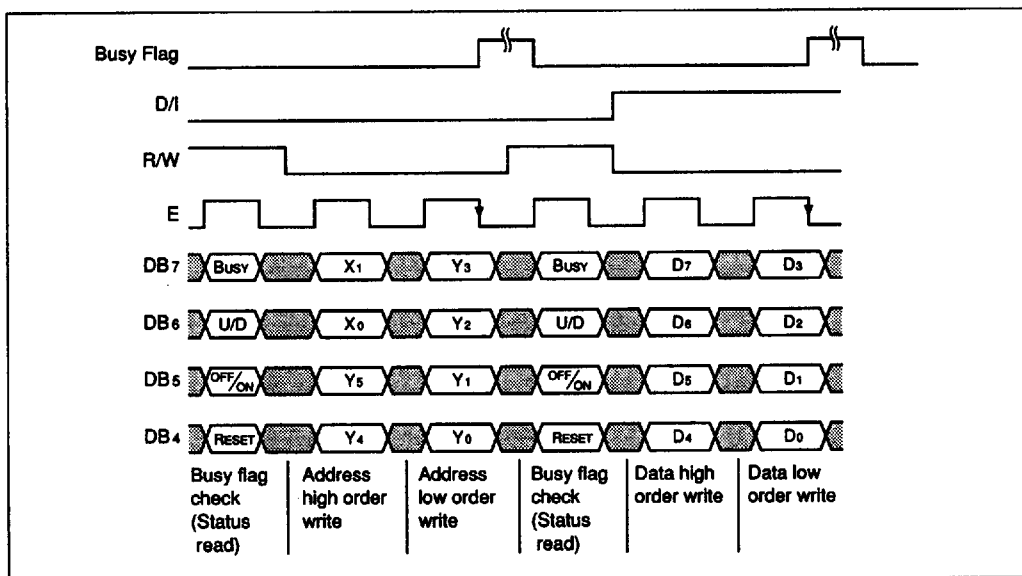 Busy Flag
D/I
R/W
E
DB7 BUSY X1 Y3 BUSY D7 D3
DB6 U/D X0 Y2 U/D D6 D2
DB5 OFF/ON Y5 Y1 OFF/ON D5 D1
DB4 RESET Y4 Y0 RESET D4 D0
Busy flag check (Status read)
Address high order write
Address low order write
Busy flag check (Status read)
Data high order write
Data low order write